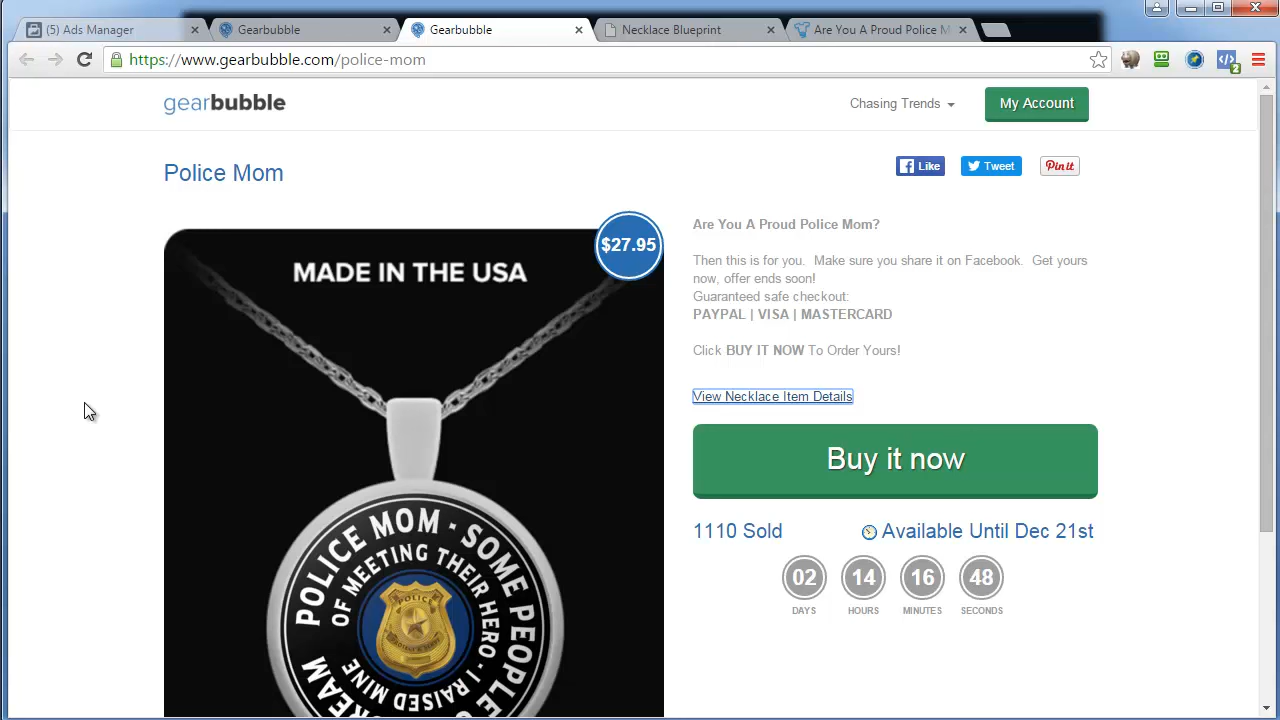 (5) Ads Manager
Gearbubble
Gearbubble
Necklace Blueprint
Are You A Proud Police M
https://www.gearbubble.com/police-mom
2
gearbubble
Chasing Trends
My Account
Police Mom
Like
Tweet
Pin it
$27.95
MADE IN THE USA
POLICE MOM · SOME PEOPLE
OF MEETING THEIR HERO · I RAISED MINE
POLICE
Are You A Proud Police Mom?
Then this is for you. Make sure you share it on Facebook. Get yours
now, offer ends soon!
Guaranteed safe checkout:
PAYPAL | VISA | MASTERCARD
Click BUY IT NOW To Order Yours!
View Necklace Item Details
Buy it now
1110 Sold
Available Until Dec 21st
02 14 16 48
DAYS HOURS MINUTES SECONDS